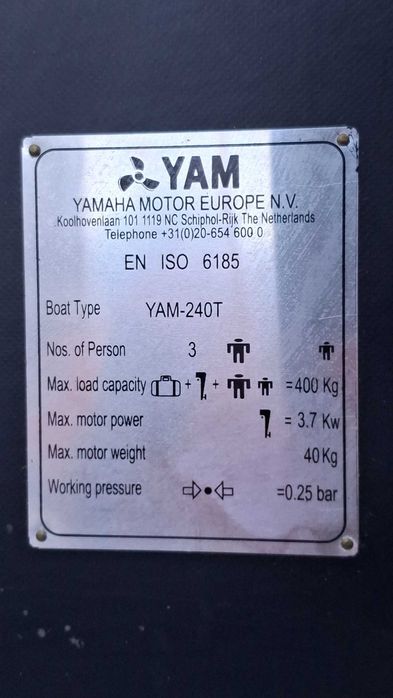 YAM
YAMAHA MOTOR EUROPE N.V.
Koolhovenlaan 101 1119 NC Schiphol-Rijk The Netherlands
Telephone +31(0)20-654 600 0
EN ISO 6185
Boat Type YAM-240T
Nos. of Person 3
Max. load capacity + + =400 Kg
Max. motor power = 3.7 Kw
Max. motor weight 40Kg
Working pressure =0.25 bar